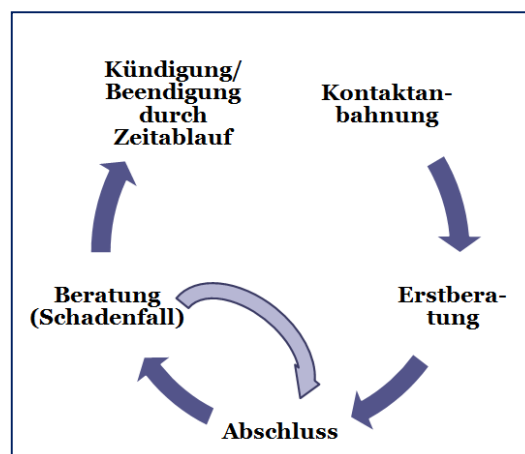 Kündigung/
Beendigung
durch
Zeitablauf
Kontaktan-
bahnung
Beratung
(Schadenfall)
Erstbera-
tung
Abschluss